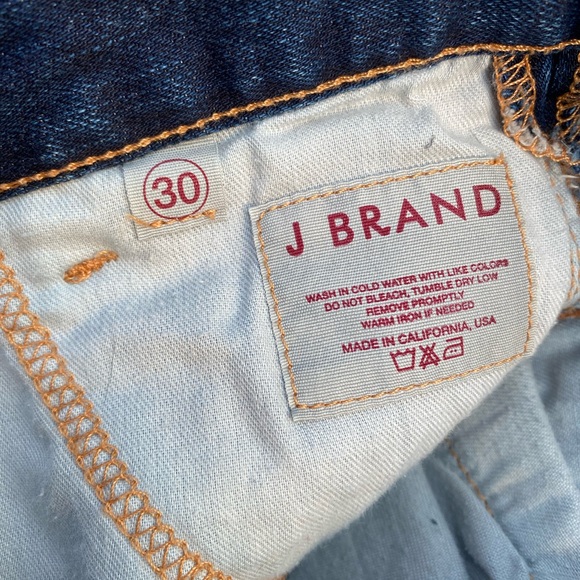 30
J BRAND
WASH IN COLD WATER WITH LIKE COLORS
DO NOT BLEACH, TUMBLE DRY LOW
REMOVE PROMPTLY
WARM IRON IF NEEDED
MADE IN CALIFORNIA, USA